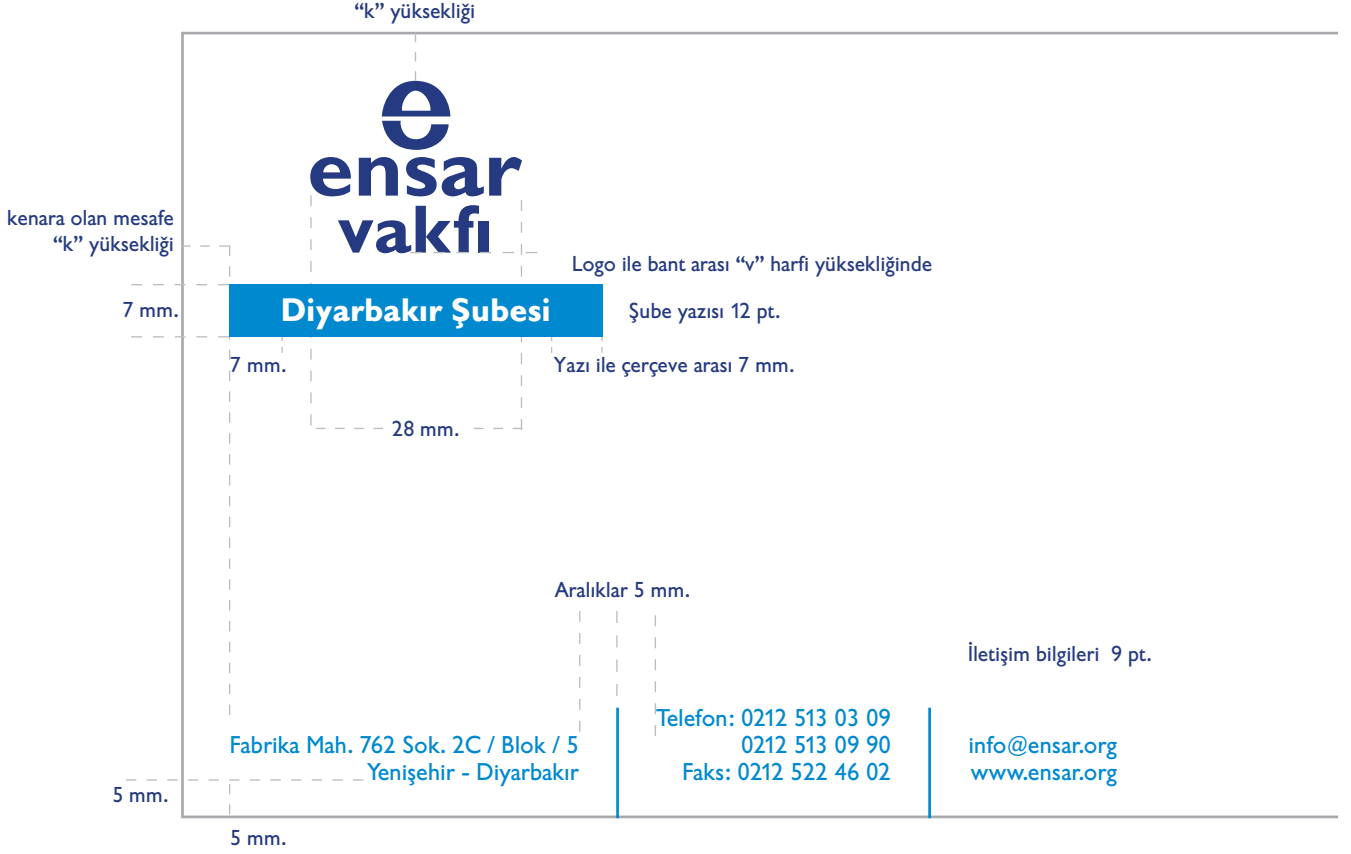 “k” yüksekliği
e
ensar
vakfı
kenara olan mesafe
“k” yüksekliği
Logo ile bant arası “v” harfi yüksekliğinde
7 mm.
Diyarbakır Şubesi
Şube yazısı 12 pt.
7 mm.
Yazı ile çerçeve arası 7 mm.
28 mm.
Aralıklar 5 mm.
İletişim bilgileri 9 pt.
Fabrika Mah. 762 Sok. 2C / Blok / 5
Yenişehir - Diyarbakır
Telefon: 0212 513 03 09
0212 513 09 90
Faks: 0212 522 46 02
info@ensar.org
www.ensar.org
5 mm.
5 mm.